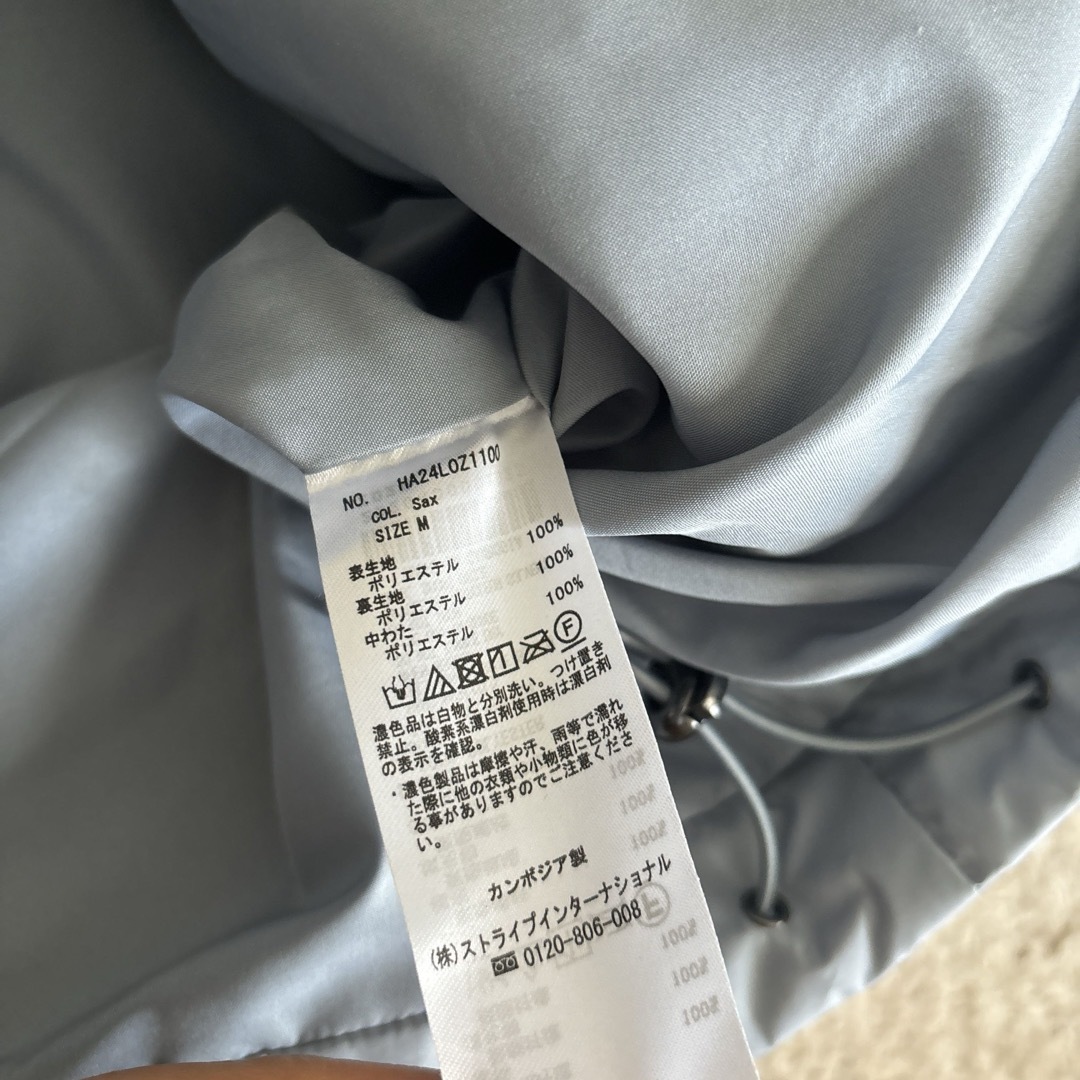 NO. HA24L0Z1100
COL. Sax
SIZE M
表生地
ポリエステル 100%
裏生地
ポリエステル 100%
中わた
ポリエステル 100%
F
濃色品は白物と分別洗い。つけ置き
禁止。酸素系漂白剤使用時は漂白剤
の表示を確認。
・濃色製品は摩擦や汗、雨等で濡れ
た際に他の衣類や小物類に色が移
る事がありますのでご注意くださ
い。
カンボジア製
(株)ストライプインターナショナル
0120-806-008